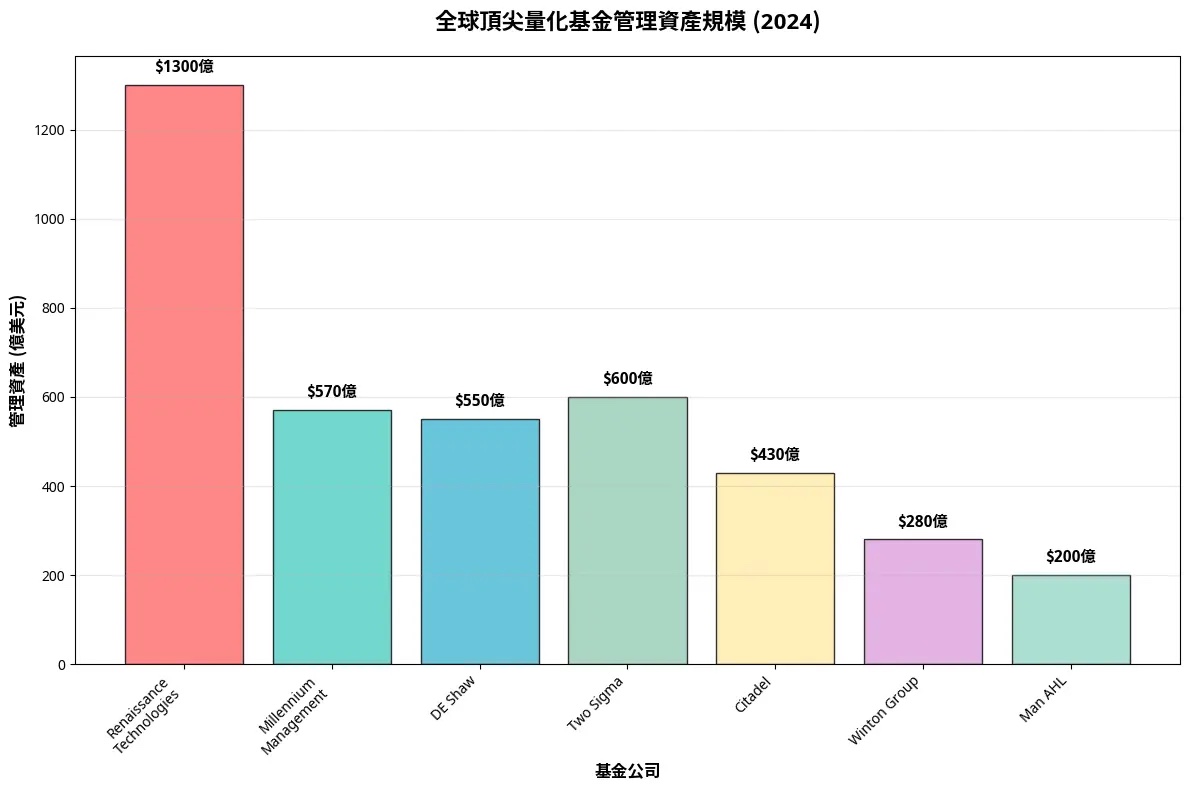 全球頂尖量化基金管理資產規模 (2024)
$1300億
$570億
$550億
$600億
$430億
$280億
$200億
管理資產 (億美元)
1200
1000
800
600
400
200
0
Renaissance
Technologies
Millennium
Management
DE Shaw
Two Sigma
Citadel
Winton Group
Man AHL
基金公司